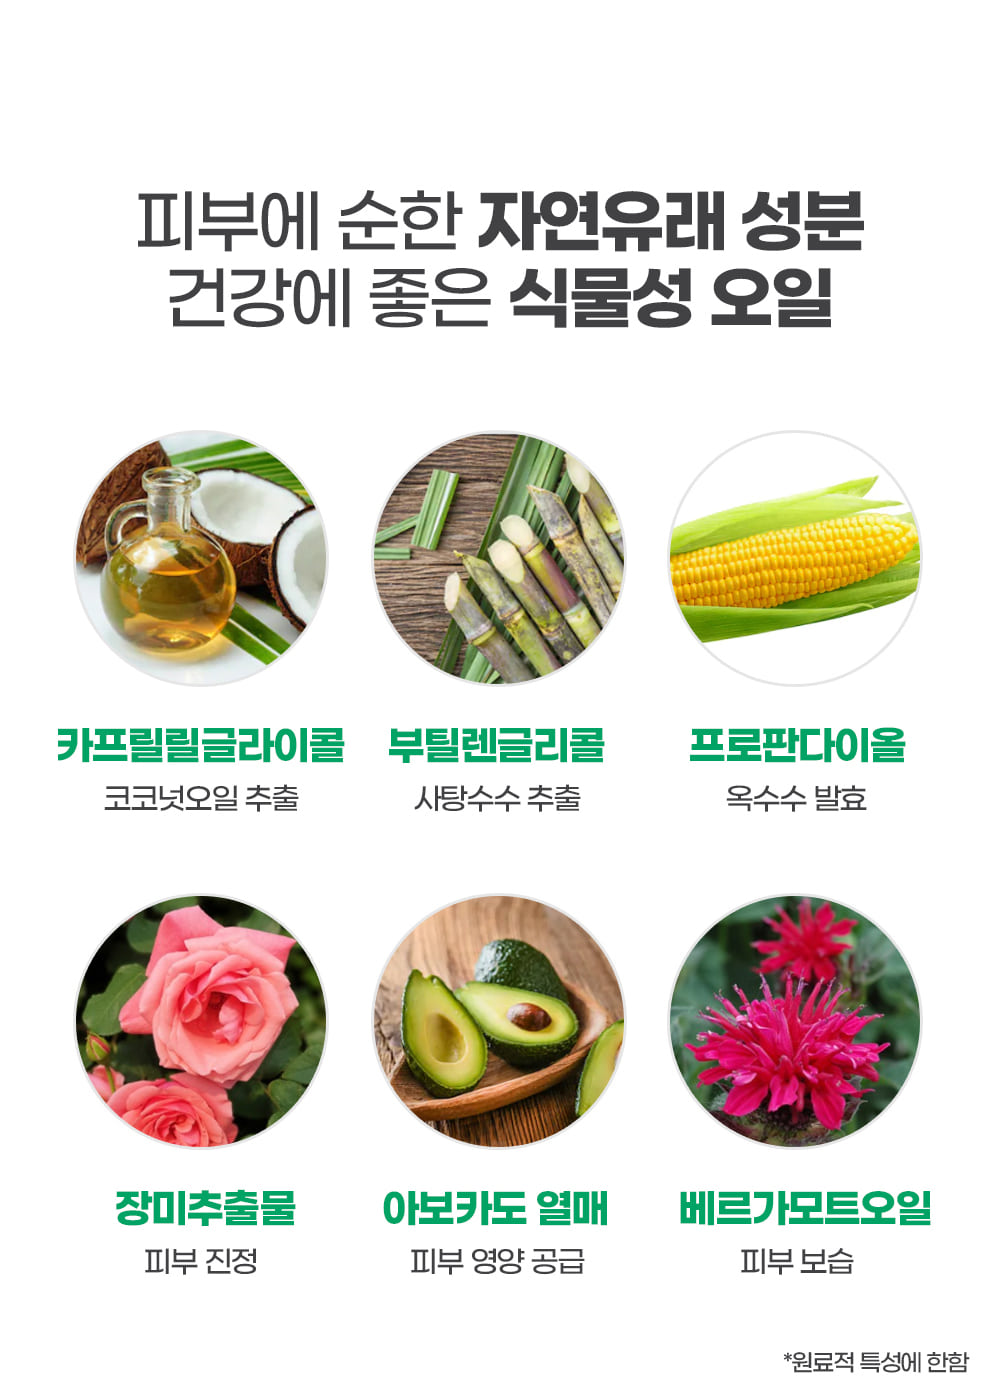 피부에 순한 자연유래 성분
건강에 좋은 식물성 오일
카프릴릴글라이콜
코코넛오일 추출
부틸렌글리콜
사탕수수 추출
프로판다이올
옥수수 발효
장미추출물
피부 진정
아보카도 열매
피부 영양 공급
베르가모트오일
피부 보습
*원료적 특성에 한함